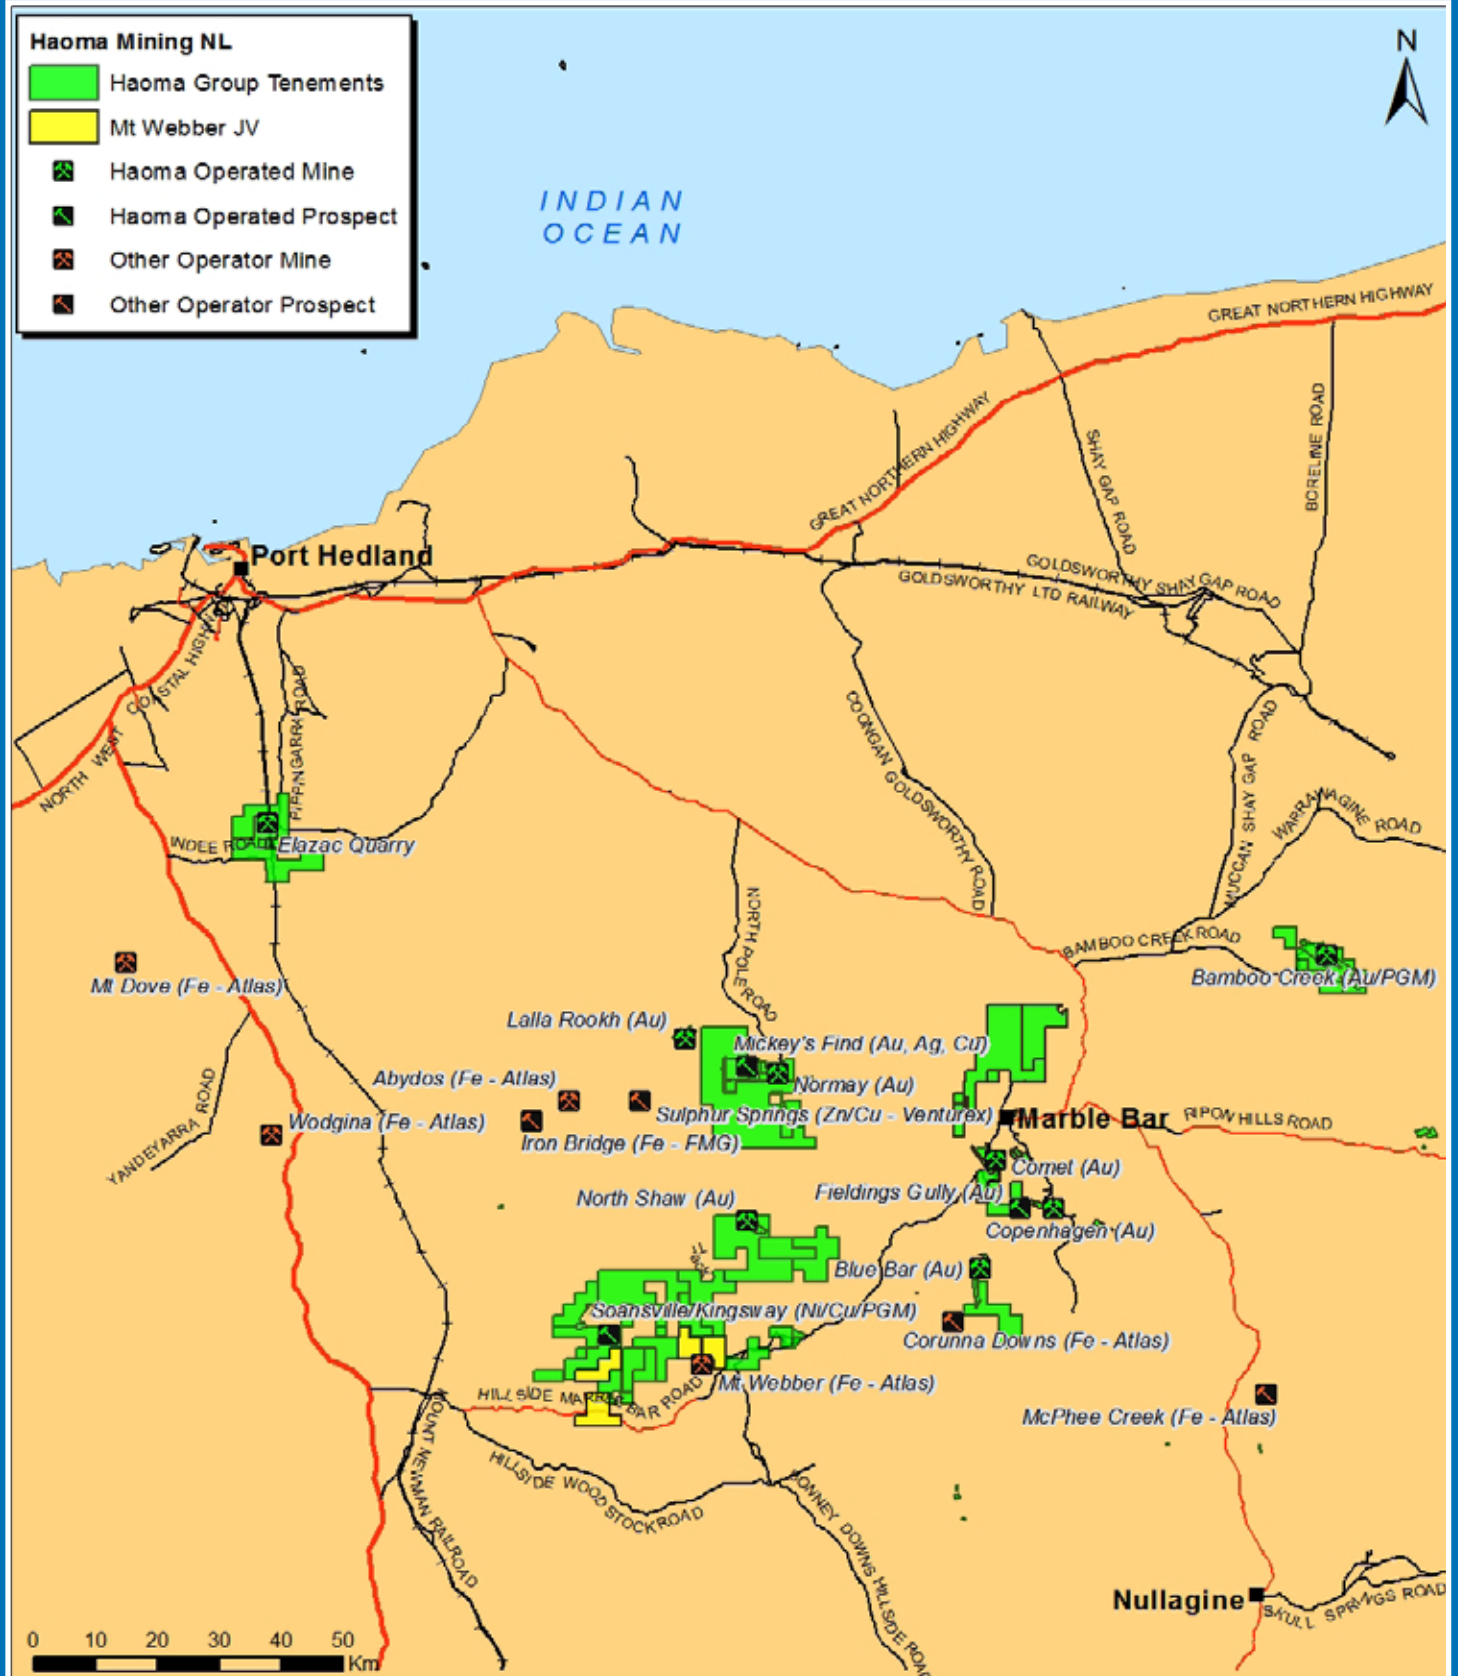 Haoma Mining NL
Haoma Group Tenements
Mt Webber JV
Haoma Operated Mine
Haoma Operated Prospect
Other Operator Mine
Other Operator Prospect
N
INDIAN
OCEAN
GREAT NORTHERN HIGHWAY
GREAT NORTHERN HIGHWAY
SHAY GAP ROAD
BORELINE ROAD
Port Hedland
GOLDSWORTHY SHAY GAP ROAD
GOLDSWORTHY LTD RAILWAY
NORTH WEST COASTAL HIGHWAY
PIPPINGARRA ROAD
COONGAN GOLDSWORTHY ROAD
MUCCAN SHAY GAP ROAD
WARRAWAGINE ROAD
INDEE ROAD
Elazac Quarry
NORTH POLE ROAD
BAMBOO CREEK ROAD
Bamboo Creek (Au/PGM)
Mt Dove (Fe - Atlas)
Lalla Rookh (Au)
Mickey's Find (Au, Ag, Cu)
Normay (Au)
Abydos (Fe - Atlas)
Sulphur Springs (Zn/Cu - Venturex)
Marble Bar
RIPON HILLS ROAD
YANDEYARRA ROAD
Wodgina (Fe - Atlas)
Iron Bridge (Fe - FMG)
Comet (Au)
North Shaw (Au)
Fieldings Gully (Au)
Copenhagen (Au)
Track
Blue Bar (Au)
Soansville/Kingsway (Ni/Cu/PGM)
Corunna Downs (Fe - Atlas)
Mt Webber (Fe - Atlas)
HILLSIDE MARBLE BAR ROAD
McPhee Creek (Fe - Atlas)
MOUNT NEWMAN RAILROAD
HILLSIDE WOODSTOCK ROAD
BONNEY DOWNS HILLSIDE ROAD
Nullagine
SKULL SPRINGS ROAD
0 10 20 30 40 50
Km